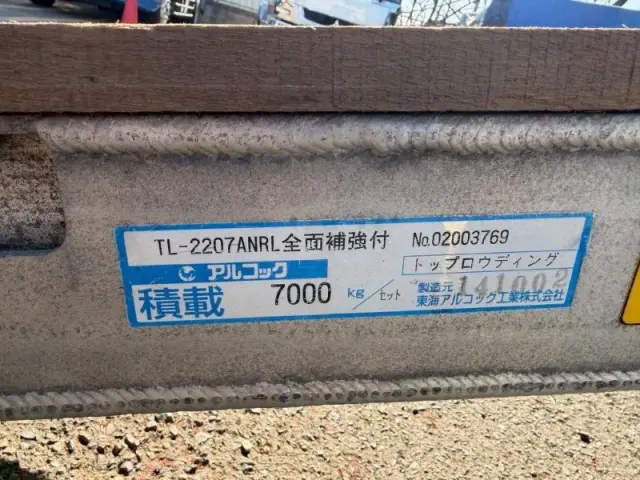 TL-2207ANRL全面補強付 No.02003769
アルコック トップロウディング
積載 7000 kg/セット 製造元 141002
東海アルコック工業株式会社